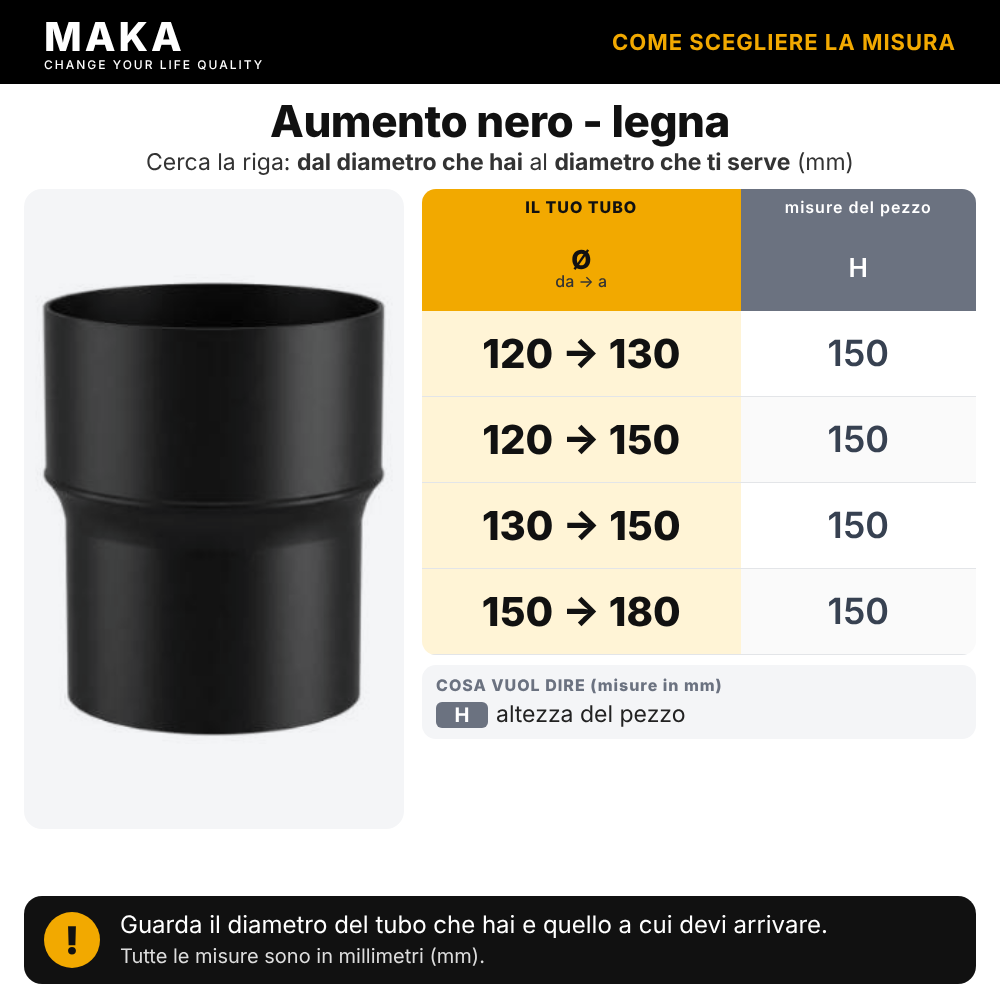 MAKA
CHANGE YOUR LIFE QUALITY
COME SCEGLIERE LA MISURA
Aumento nero - legna
Cerca la riga: dal diametro che hai al diametro che ti serve (mm)
IL TUO TUBO
misure del pezzo
Ø
da → a
H
120 → 130
150
120 → 150
150
130 → 150
150
150 → 180
150
COSA VUOL DIRE (misure in mm)
H altezza del pezzo
! Guarda il diametro del tubo che hai e quello a cui devi arrivare.
Tutte le misure sono in millimetri (mm).